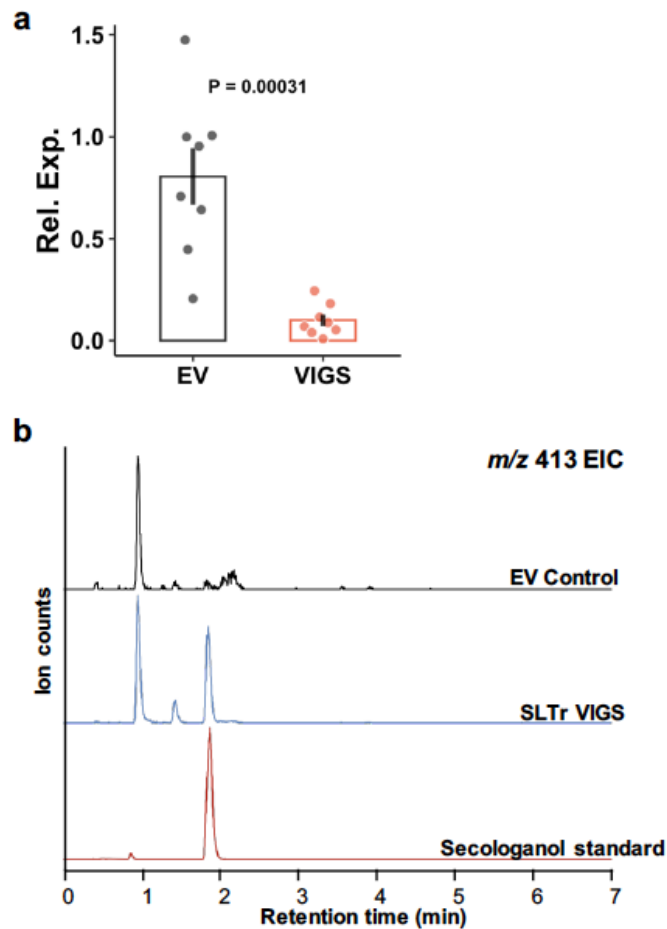 a
1.5
P = 0.00031
1.0
Rel. Exp.
0.5
0.0
EV VIGS
b
m/z 413 EIC
EV Control
Ion counts
SLTr VIGS
Secologanol standard
0 1 2 3 4 5 6 7
Retention time (min)